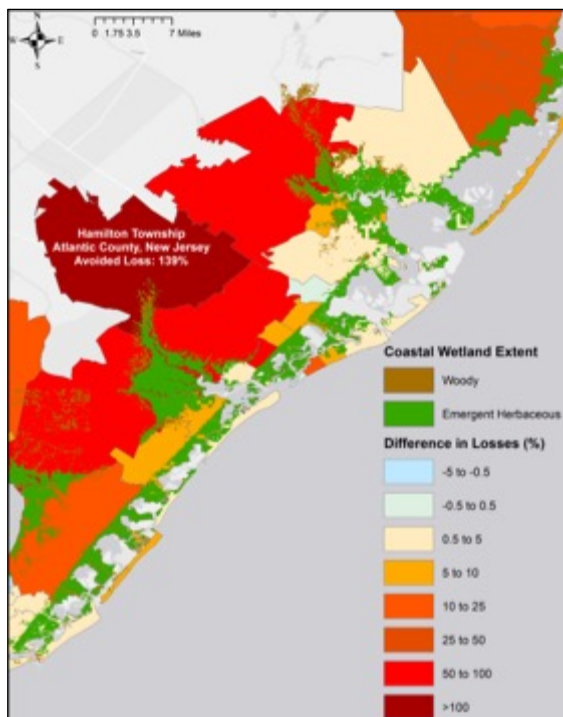 N
W E
S
0 1.75 3.5 7 Miles
Hamilton Township
Atlantic County, New Jersey
Avoided Loss: 139%
Coastal Wetland Extent
Woody
Emergent Herbaceous
Difference in Losses (%)
-5 to -0.5
-0.5 to 0.5
0.5 to 5
5 to 10
10 to 25
25 to 50
50 to 100
>100